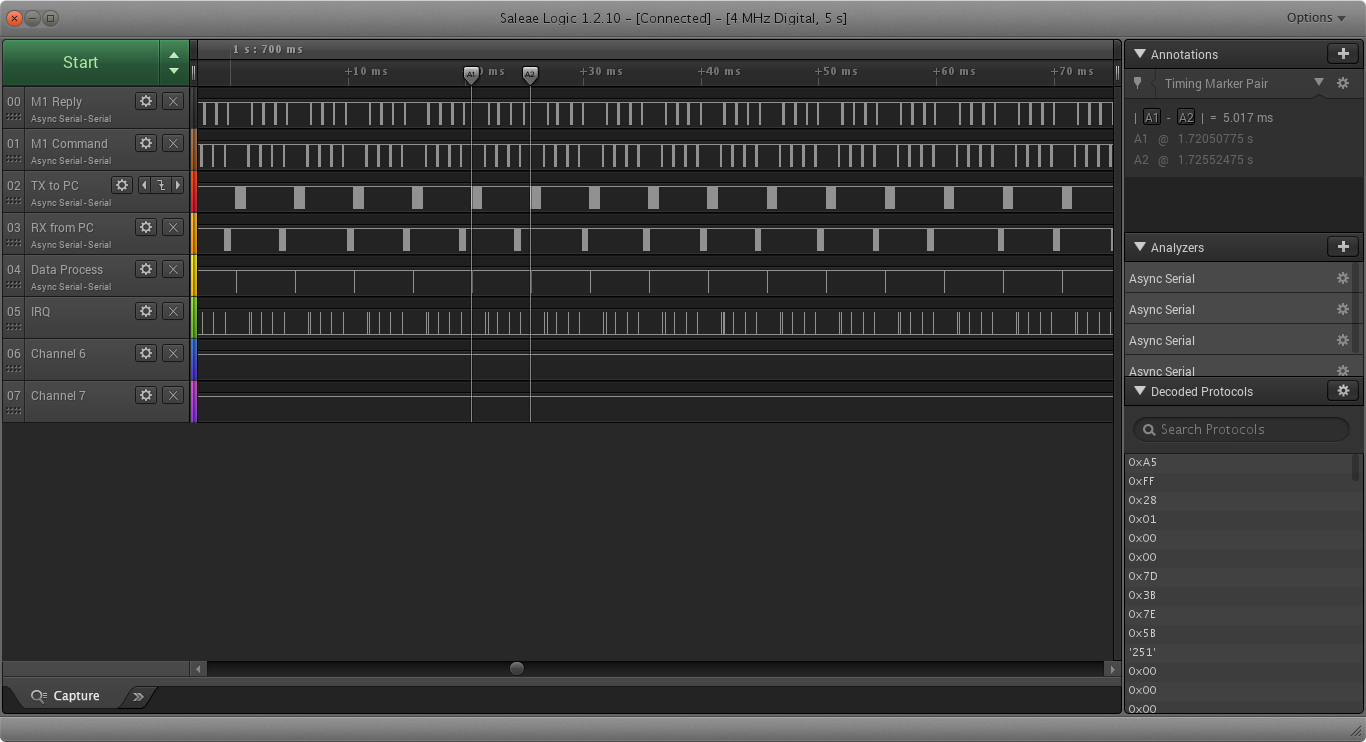 Saleae Logic 1.2.10 - [Connected] - [4 MHz Digital, 5 s]
Options
Start
1 s : 700 ms
+10 ms
A1
0 ms
A2
+30 ms
+40 ms
+50 ms
+60 ms
+70 ms
00 M1 Reply
Async Serial - Serial
01 M1 Command
Async Serial - Serial
02 TX to PC
Async Serial - Serial
03 RX from PC
Async Serial - Serial
04 Data Process
Async Serial - Serial
05 IRQ
06 Channel 6
07 Channel 7
Capture
Annotations
Timing Marker Pair
| A1 - A2 | = 5.017 ms
A1 @ 1.72050775 s
A2 @ 1.72552475 s
Analyzers
Async Serial
Async Serial
Async Serial
Async Serial
Decoded Protocols
Search Protocols
0xA5
0xFF
0x28
0x01
0x00
0x00
0x7D
0x3B
0x7E
0x5B
'251'
0x00
0x00
0x00